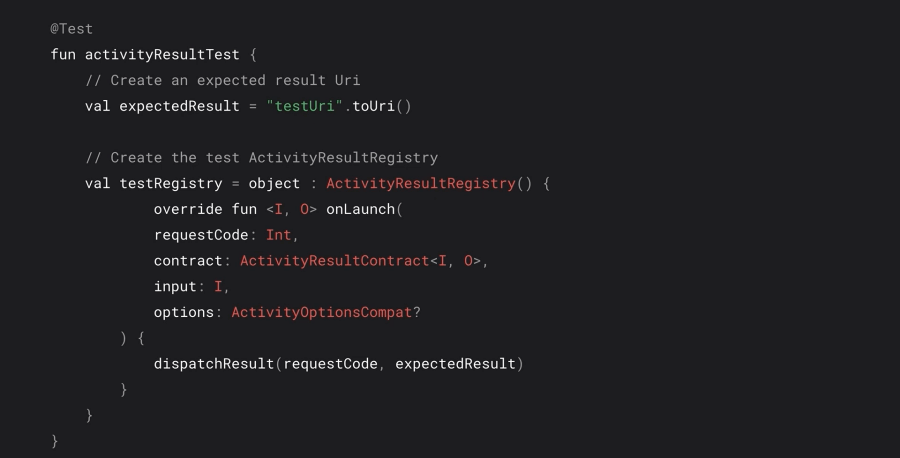 @Test
fun activityResultTest {
    // Create an expected result Uri
    val expectedResult = "testUri".toUri()

    // Create the test ActivityResultRegistry
    val testRegistry = object : ActivityResultRegistry() {
            override fun <I, O> onLaunch(
            requestCode: Int,
            contract: ActivityResultContract<I, O>,
            input: I,
            options: ActivityOptionsCompat?
        ) {
            dispatchResult(requestCode, expectedResult)
        }
    }
}